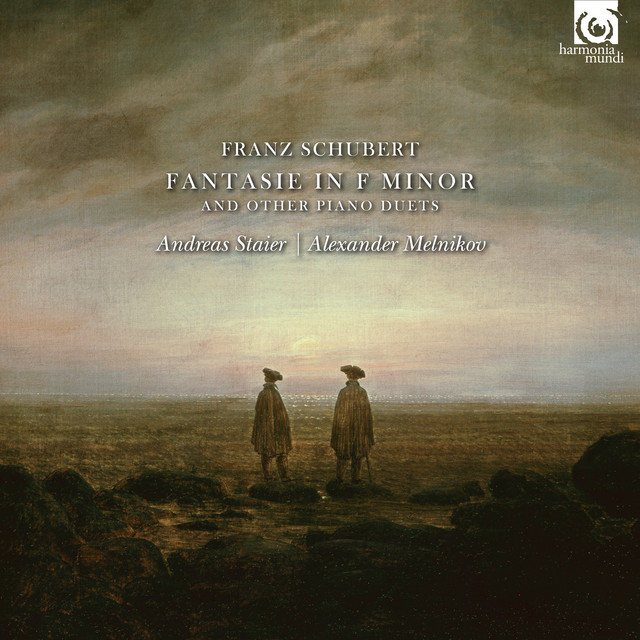 harmonia
mundi
FRANZ SCHUBERT
FANTASIE IN F MINOR
AND OTHER PIANO DUETS
Andreas Staier | Alexander Melnikov